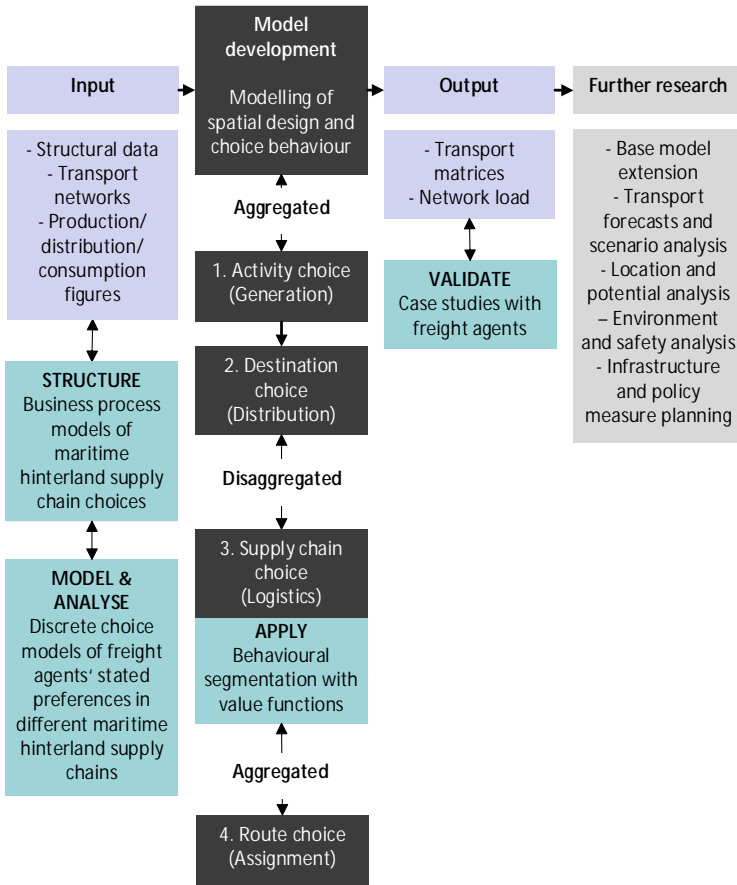 Input
- Structural data
- Transport
networks
- Production/
distribution/
consumption
figures
STRUCTURE
Business process
models of
maritime
hinterland supply
chain choices
MODEL &
ANALYSE
Discrete choice
models of freight
agents‘ stated
preferences in
different maritime
hinterland supply
chains
Model
development
Modelling of
spatial design and
choice behaviour
Aggregated
1. Activity choice
(Generation)
2. Destination
choice
(Distribution)
Disaggregated
3. Supply chain
choice
(Logistics)
APPLY
Behavioural
segmentation with
value functions
Aggregated
4. Route choice
(Assignment)
Output
- Transport
matrices
- Network load
VALIDATE
Case studies with
freight agents
Further research
- Base model
extension
- Transport
forecasts and
scenario analysis
- Location and
potential analysis
– Environment
and safety analysis
- Infrastructure
and policy
measure planning